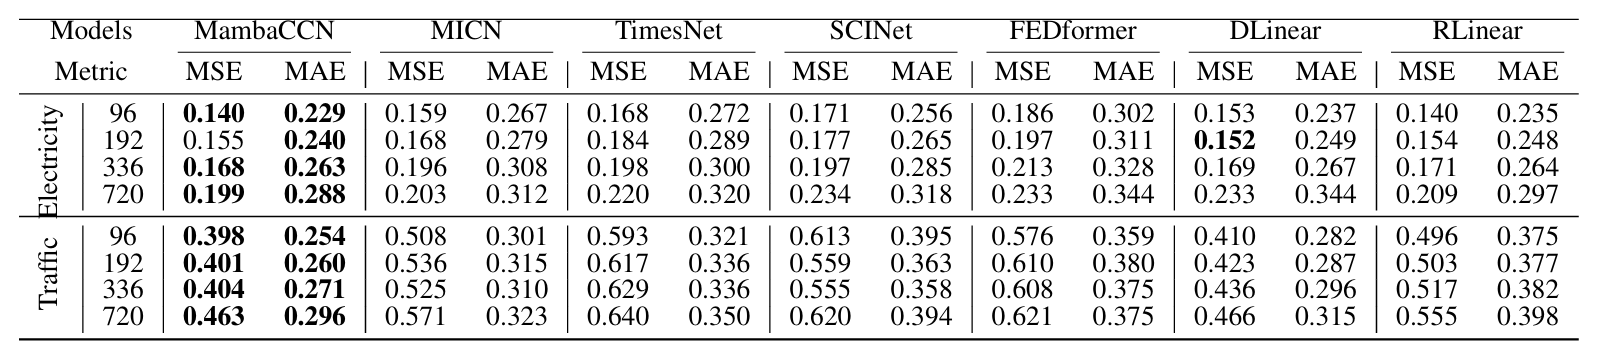 Models MambaCCN MICN TimesNet SCINet FEDformer DLinear RLinear
Metric MSE MAE MSE MAE MSE MAE MSE MAE MSE MAE MSE MAE MSE MAE
Electricity
96 0.140 0.229 0.159 0.267 0.168 0.272 0.171 0.256 0.186 0.302 0.153 0.237 0.140 0.235
192 0.155 0.240 0.168 0.279 0.184 0.289 0.177 0.265 0.197 0.311 0.152 0.249 0.154 0.248
336 0.168 0.263 0.196 0.308 0.198 0.300 0.197 0.285 0.213 0.328 0.169 0.267 0.171 0.264
720 0.199 0.288 0.203 0.312 0.220 0.320 0.234 0.318 0.233 0.344 0.233 0.344 0.209 0.297
Traffic
96 0.398 0.254 0.508 0.301 0.593 0.321 0.613 0.395 0.576 0.359 0.410 0.282 0.496 0.375
192 0.401 0.260 0.536 0.315 0.617 0.336 0.559 0.363 0.610 0.380 0.423 0.287 0.503 0.377
336 0.404 0.271 0.525 0.310 0.629 0.336 0.555 0.358 0.608 0.375 0.436 0.296 0.517 0.382
720 0.463 0.296 0.571 0.323 0.640 0.350 0.620 0.394 0.621 0.375 0.466 0.315 0.555 0.398